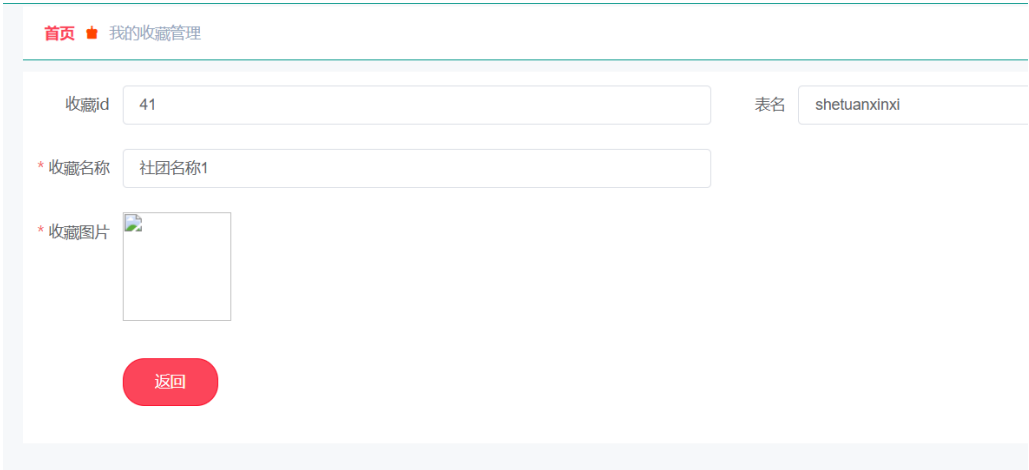 首页 我的收藏管理
收藏id 41 表名 shetuanxinxi
* 收藏名称 社团名称1
* 收藏图片
返回